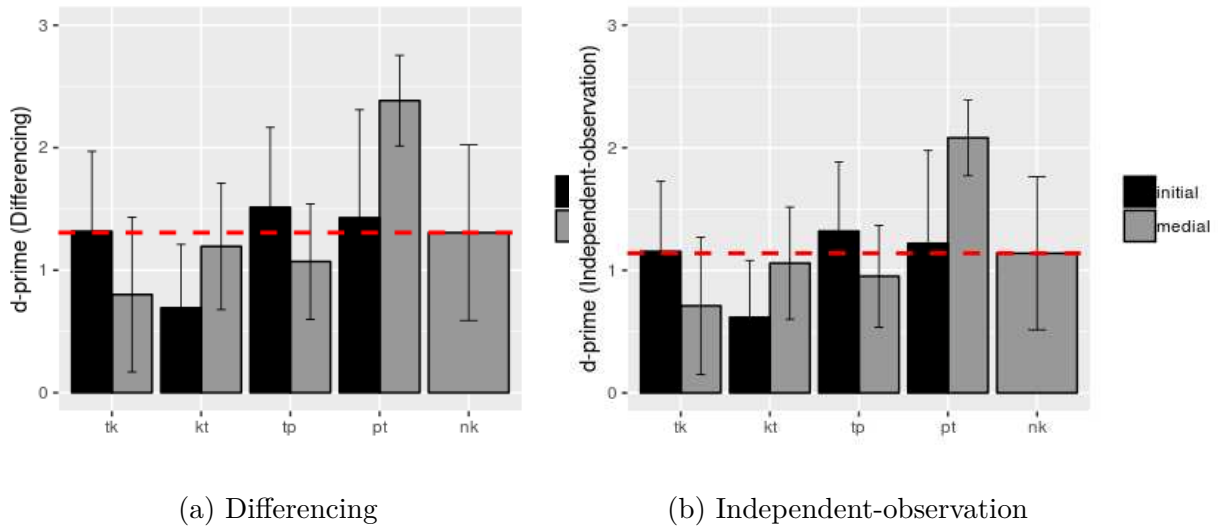 d-prime (Differencing)
3
2
1
0
tk kt tp pt nk
d-prime (Independent-observation)
3
2
1
0
tk kt tp pt nk
initial
medial
(a) Differencing
(b) Independent-observation